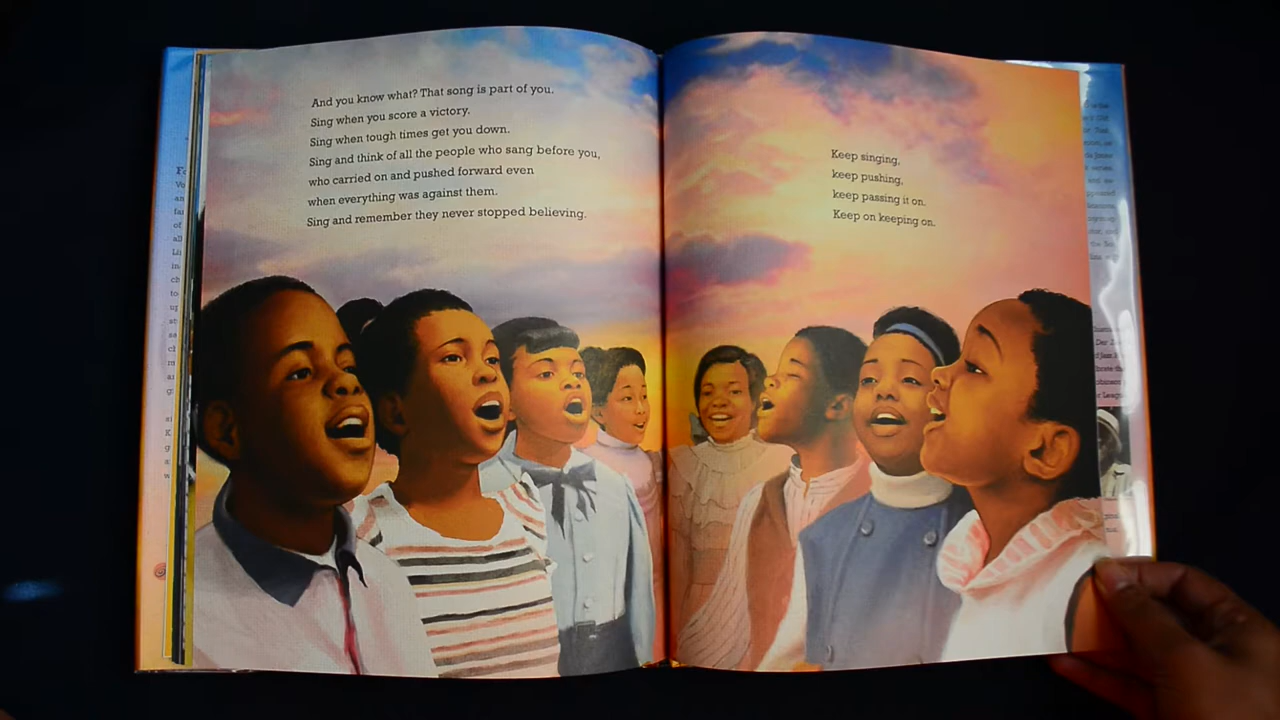 And you know what? That song is part of you.
Sing when you score a victory.
Sing when tough times get you down.
Sing and think of all the people who sang before you,
who carried on and pushed forward even
when everything was against them.
Sing and remember they never stopped believing.
Keep singing,
keep pushing,
keep passing it on.
Keep on keeping on.